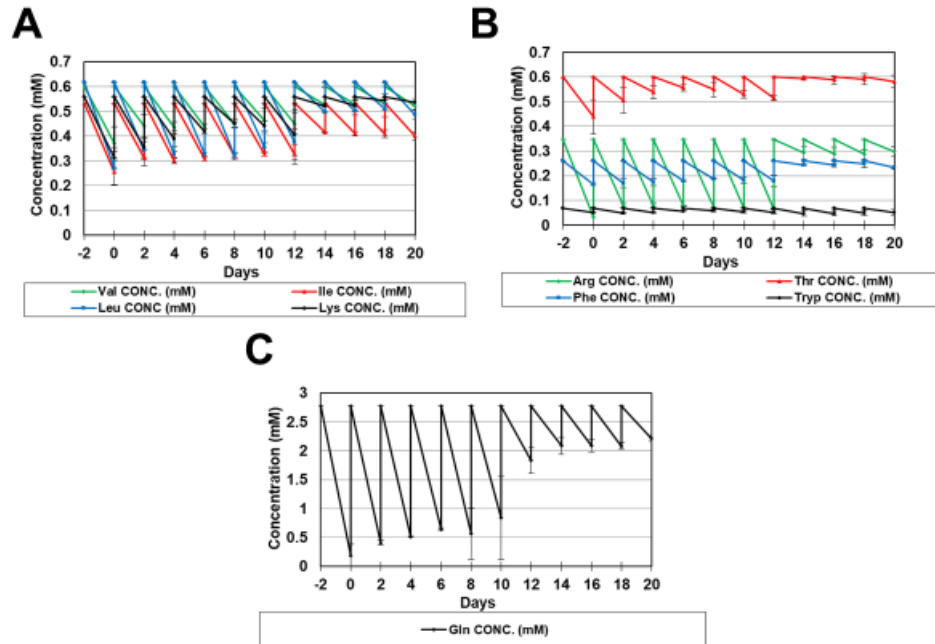 A
Concentration (mM)
0.7
0.6
0.5
0.4
0.3
0.2
0.1
0
-2 0 2 4 6 8 10 12 14 16 18 20
Days
Val CONC. (mM) Ile CONC. (mM)
Leu CONC (mM) Lys CONC. (mM)
B
Concentration (mM)
0.7
0.6
0.5
0.4
0.3
0.2
0.1
0
-2 0 2 4 6 8 10 12 14 16 18 20
Days
Arg CONC. (mM) Thr CONC. (mM)
Phe CONC. (mM) Tryp CONC. (mM)
C
Concentration (mM)
3
2.5
2
1.5
1
0.5
0
-2 0 2 4 6 8 10 12 14 16 18 20
Days
Gln CONC. (mM)